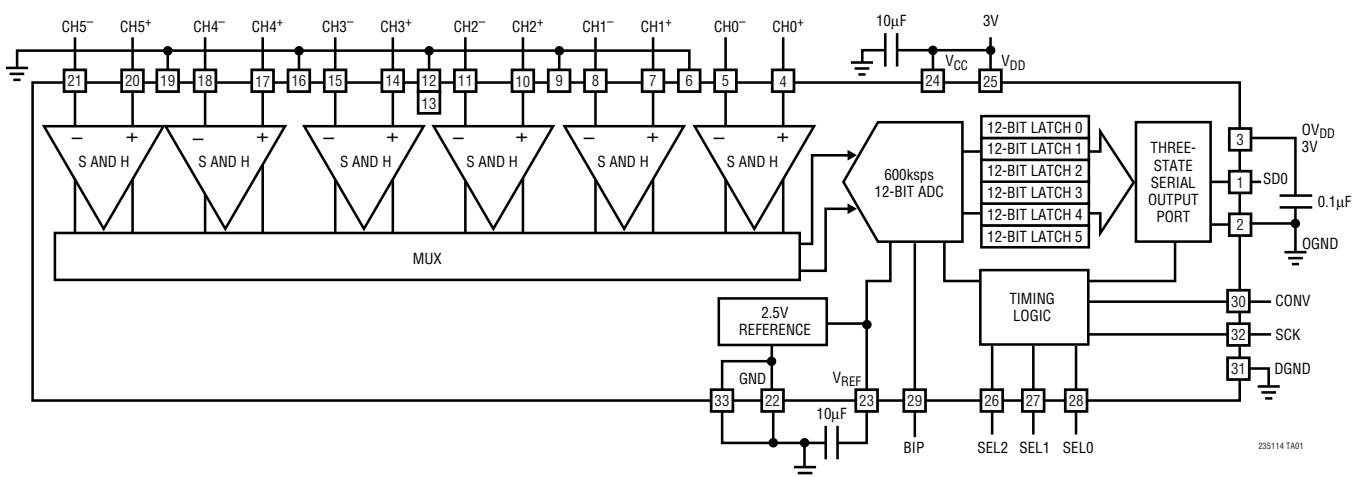 CH5− CH5+ CH4− CH4+ CH3− CH3+ CH2− CH2+ CH1− CH1+ CH0− CH0+ 10µF 3V
21 20 19 18 17 16 15 14 12 11 10 9 8 7 6 5 4 24 VCC 25 VDD
13
− + − + − + − + − + − +
S AND H S AND H S AND H S AND H S AND H S AND H
MUX
600ksps
12-BIT ADC
12-BIT LATCH 0
12-BIT LATCH 1
12-BIT LATCH 2
12-BIT LATCH 3
12-BIT LATCH 4
12-BIT LATCH 5
THREE-
STATE
SERIAL
OUTPUT
PORT
3 OVDD
3V
1 SD0
0.1µF
2
OGND
2.5V
REFERENCE
TIMING
LOGIC
30 CONV
32 SCK
31 DGND
GND VREF
33 22 23 29 26 27 28
10µF
BIP SEL2 SEL1 SEL0
235114 TA01